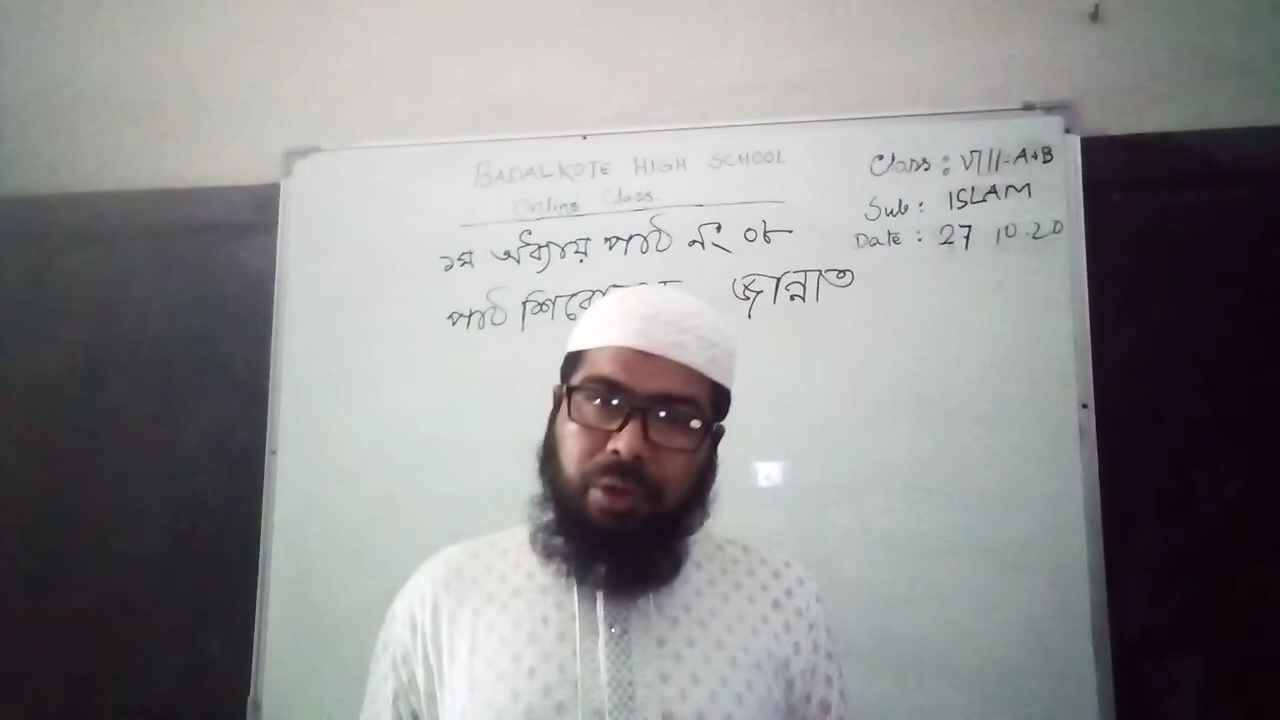 BADALKOTE HIGH SCHOOL
Online Class
Class : VIII-A+B
Sub : ISLAM
Date : 27 10.20
১ম অধ্যায় পাঠ নং ০৮
পাঠ জান্নাত